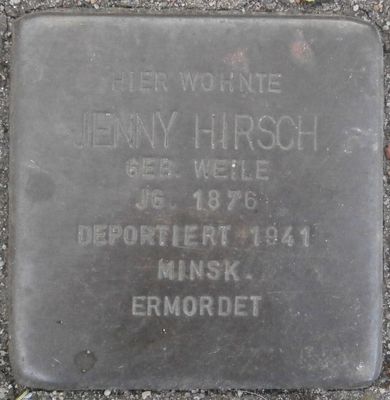 HIER WOHNTE
JENNY HIRSCH
GEB. WEILE
JG. 1876
DEPORTIERT 1941
MINSK
ERMORDET